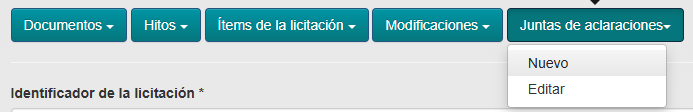 Documentos Hitos Ítems de la licitación Modificaciones Juntas de aclaraciones
Nuevo
Editar
Identificador de la licitación *